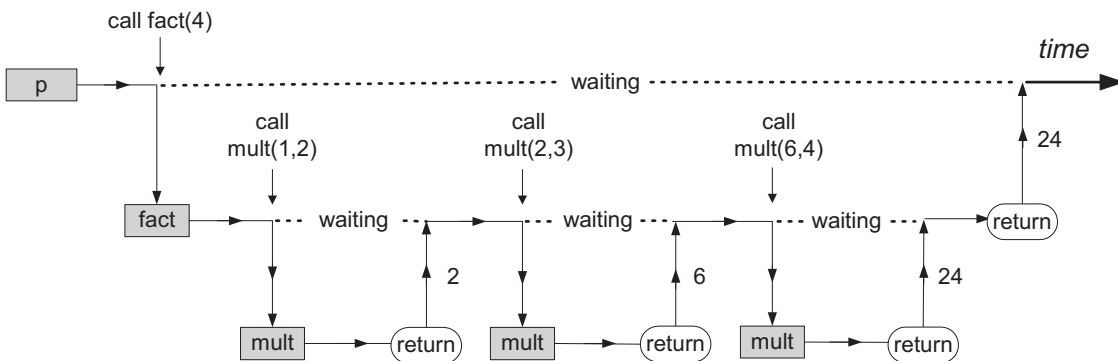 call fact(4)
time
p
waiting
call
mult(1,2)
call
mult(2,3)
call
mult(6,4)
24
fact
waiting
waiting
waiting
return
2
6
24
mult
return
mult
return
mult
return